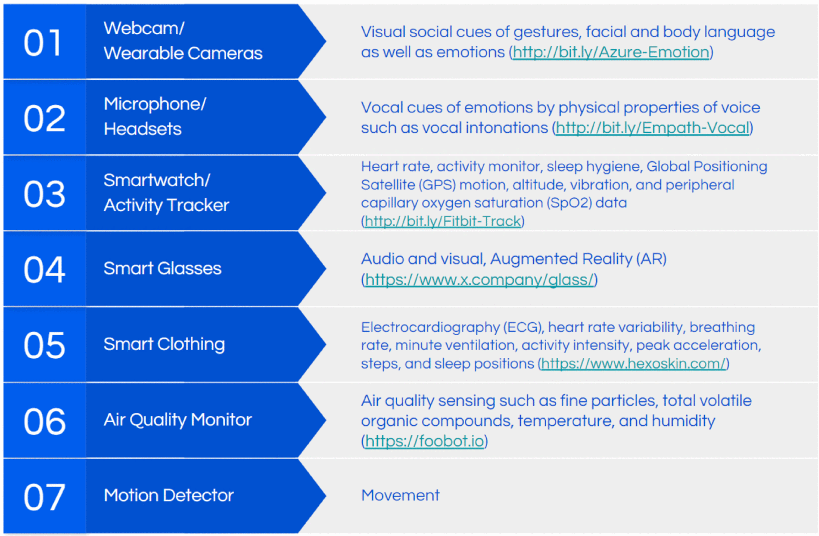 01
Webcam/
Wearable Cameras
Visual social cues of gestures, facial and body language
as well as emotions (http://bit.ly/Azure-Emotion)
02
Microphone/
Headsets
Vocal cues of emotions by physical properties of voice
such as vocal intonations (http://bit.ly/Empath-Vocal)
03
Smartwatch/
Activity Tracker
Heart rate, activity monitor, sleep hygiene, Global Positioning
Satellite (GPS) motion, altitude, vibration, and peripheral
capillary oxygen saturation (SpO2) data
(http://bit.ly/Fitbit-Track)
04
Smart Glasses
Audio and visual, Augmented Reality (AR)
(https://www.x.company/glass/)
05
Smart Clothing
Electrocardiography (ECG), heart rate variability, breathing
rate, minute ventilation, activity intensity, peak acceleration,
steps, and sleep positions (https://www.hexoskin.com/)
06
Air Quality Monitor
Air quality sensing such as fine particles, total volatile
organic compounds, temperature, and humidity
(https://foobot.io)
07
Motion Detector
Movement